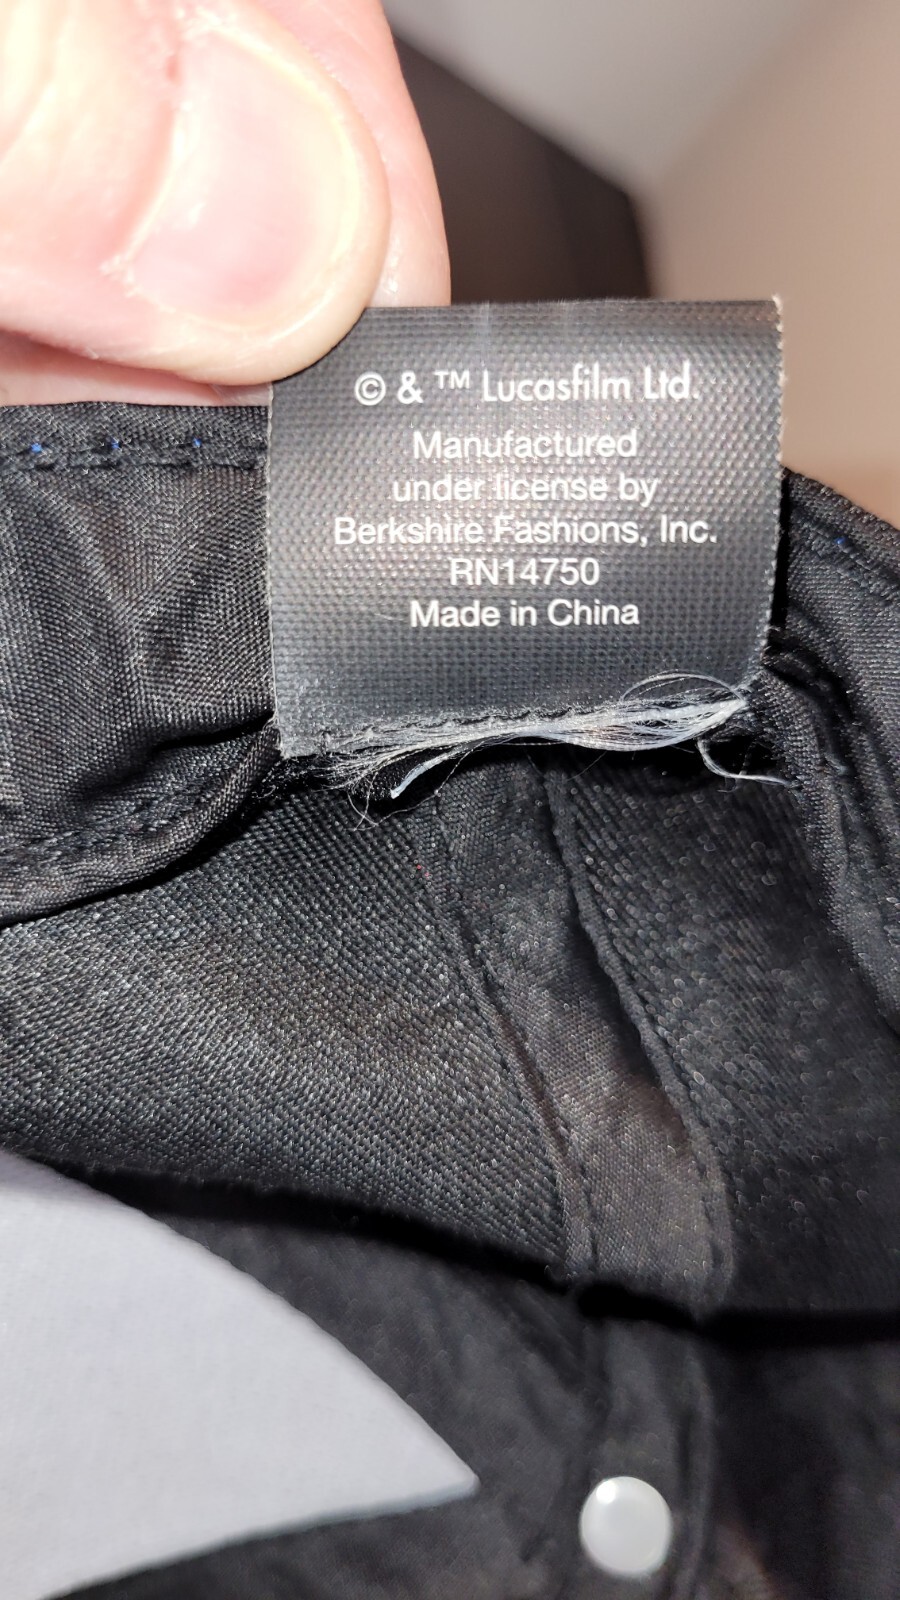 © & ™ Lucasfilm Ltd.
Manufactured
under license by
Berkshire Fashions, Inc.
RN14750
Made in China